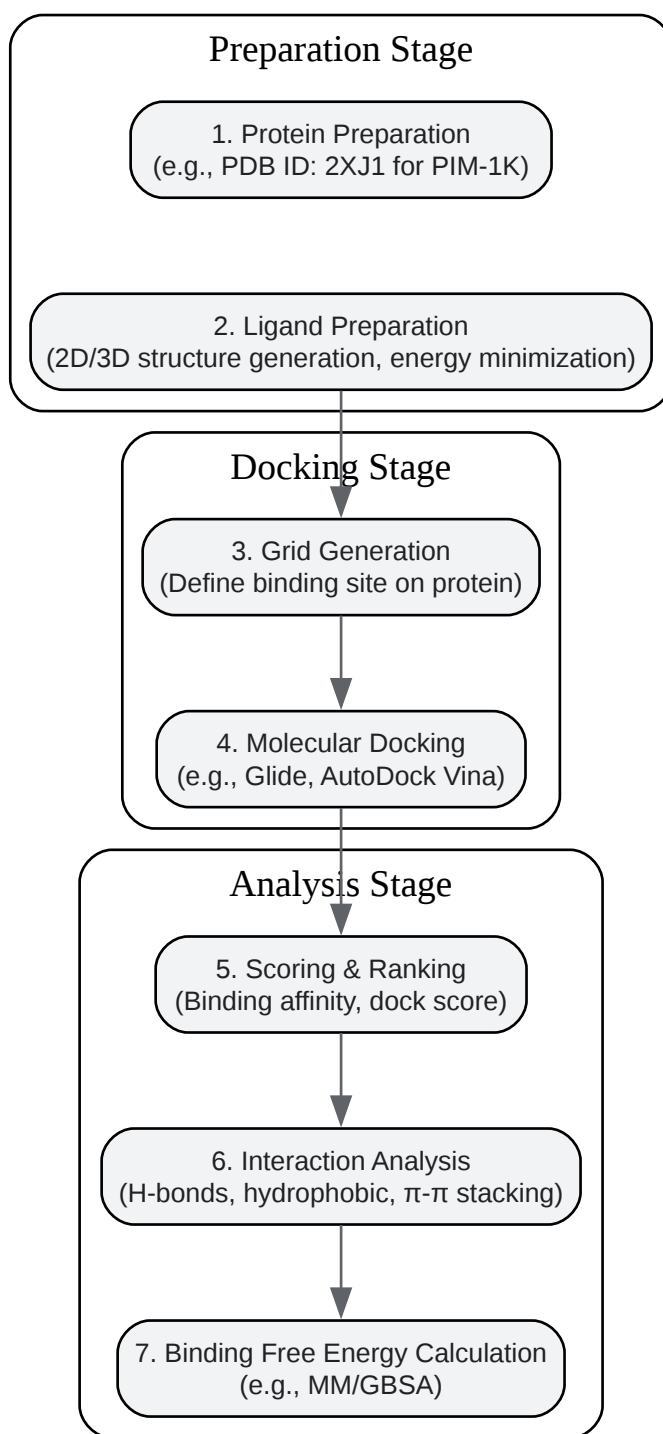 Preparation Stage
1. Protein Preparation
(e.g., PDB ID: 2XJ1 for PIM-1K)
2. Ligand Preparation
(2D/3D structure generation, energy minimization)
Docking Stage
3. Grid Generation
(Define binding site on protein)
4. Molecular Docking
(e.g., Glide, AutoDock Vina)
Analysis Stage
5. Scoring & Ranking
(Binding affinity, dock score)
6. Interaction Analysis
(H-bonds, hydrophobic, π-π stacking)
7. Binding Free Energy Calculation
(e.g., MM/GBSA)